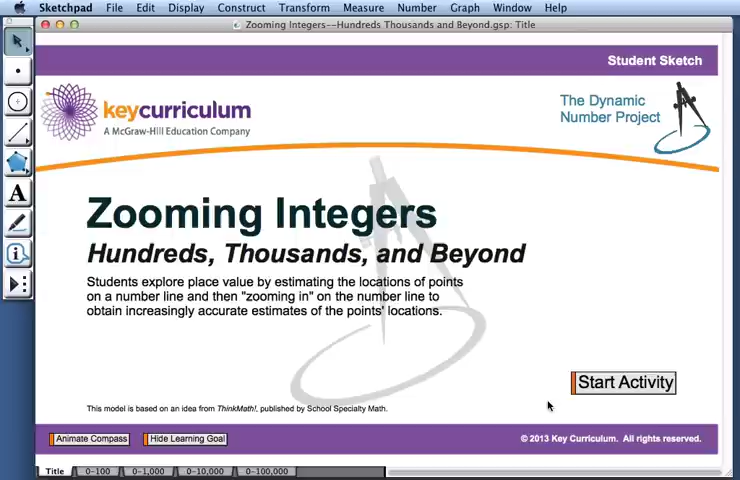 Sketchpad File Edit Display Construct Transform Measure Number Graph Window Help
Zooming Integers--Hundreds Thousands and Beyond.gsp: Title
Student Sketch
keycurriculum
A McGraw-Hill Education Company
The Dynamic
Number Project
Zooming Integers
Hundreds, Thousands, and Beyond
Students explore place value by estimating the locations of points
on a number line and then "zooming in" on the number line to
obtain increasingly accurate estimates of the points' locations.
Start Activity
This model is based on an idea from ThinkMath!, published by School Specialty Math.
Animate Compass Hide Learning Goal © 2013 Key Curriculum. All rights reserved.
Title 0-100 0-1,000 0-10,000 0-100,000
A